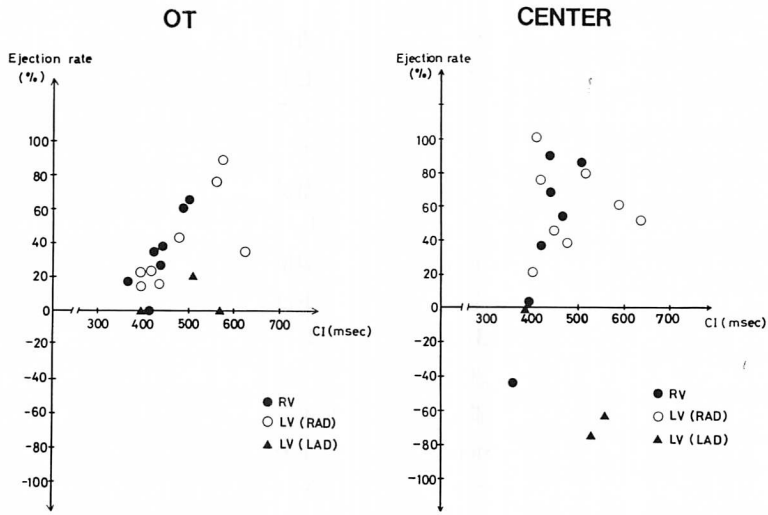 OT
Ejection rate
(%)
100
80
60
40
20
0
-20
-40
-60
-80
-100
300 400 500 600 700
CI (msec)
RV
LV (RAD)
LV (LAD)
CENTER
Ejection rate
(%)
100
80
60
40
20
0
-20
-40
-60
-80
-100
300 400 500 600 700
CI (msec)
RV
LV (RAD)
LV (LAD)